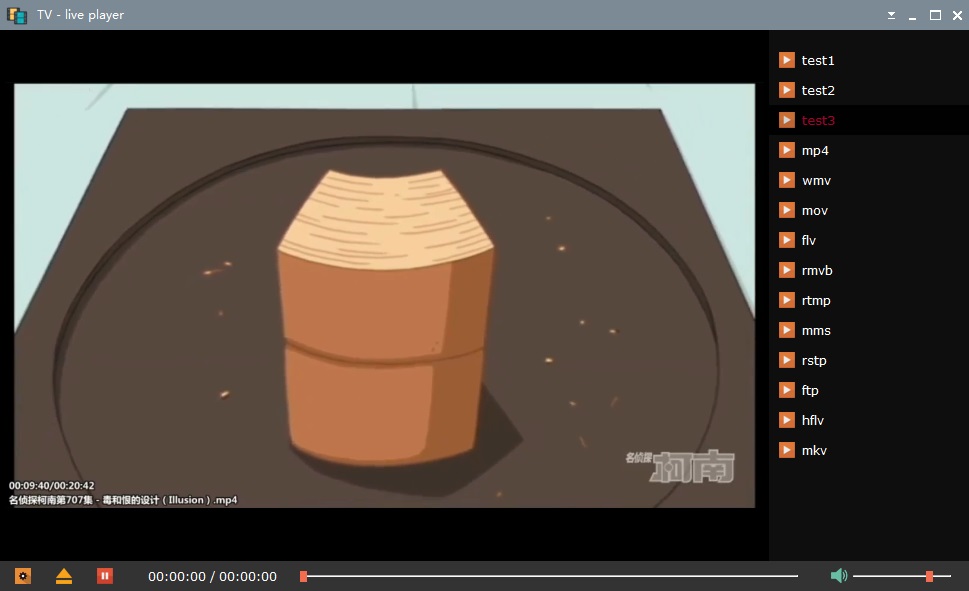 TV - live player
test1
test2
test3
mp4
wmv
mov
flv
rmvb
rtmp
mms
rstp
ftp
hflv
mkv
名侦探
柯南
00:09:40/00:20:42
名侦探柯南第707集 - 毒和恨的设计（Illusion）.mp4
00:00:00 / 00:00:00